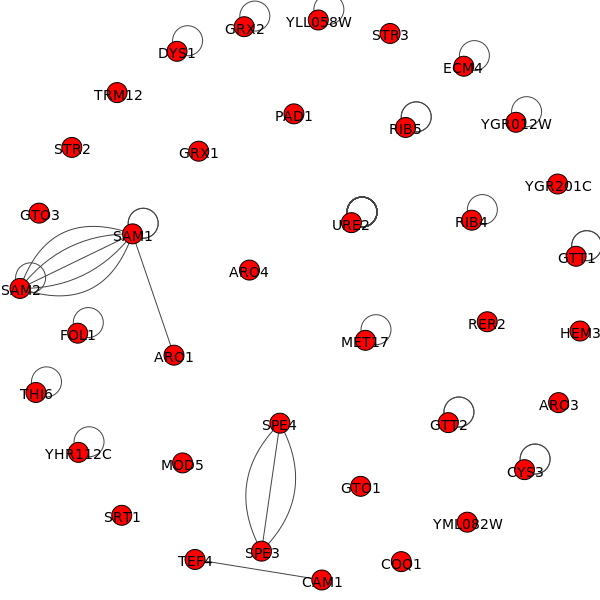 YLL058W
GRX2
STR3
DYS1
ECM4
TRM12
PAD1
YGR012W
RIB5
STR2
GRX1
YGR201C
GTO3
RIB4
URE2
SAM1
GTT1
ARO4
SAM2
RER2
HEM3
FOL1
MET17
ARO1
THI6
ARO3
SPE4
GTT2
YHR112C
MOD5
CYS3
GTO1
SRT1
YML082W
SPE3
TEF4
COQ1
CAM1